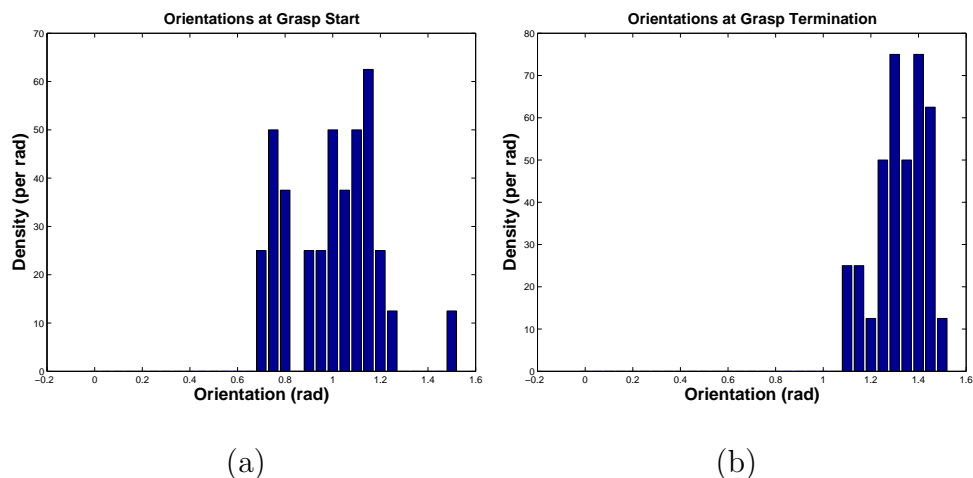 Orientations at Grasp Start
70
60
50
40
30
20
10
0
Density (per rad)
−0.2 0 0.2 0.4 0.6 0.8 1 1.2 1.4 1.6
Orientation (rad)
(a)
Orientations at Grasp Termination
80
70
60
50
40
30
20
10
0
Density (per rad)
−0.2 0 0.2 0.4 0.6 0.8 1 1.2 1.4 1.6
Orientation (rad)
(b)